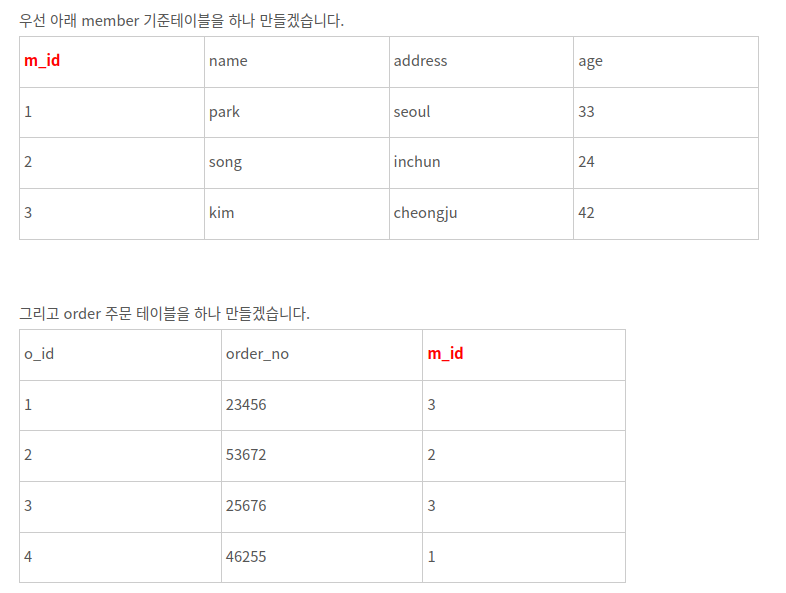 우선 아래 member 기준테이블을 하나 만들겠습니다.
m_id name address age
1 park seoul 33
2 song inchun 24
3 kim cheongju 42
그리고 order 주문 테이블을 하나 만들겠습니다.
o_id order_no m_id
1 23456 3
2 53672 2
3 25676 3
4 46255 1